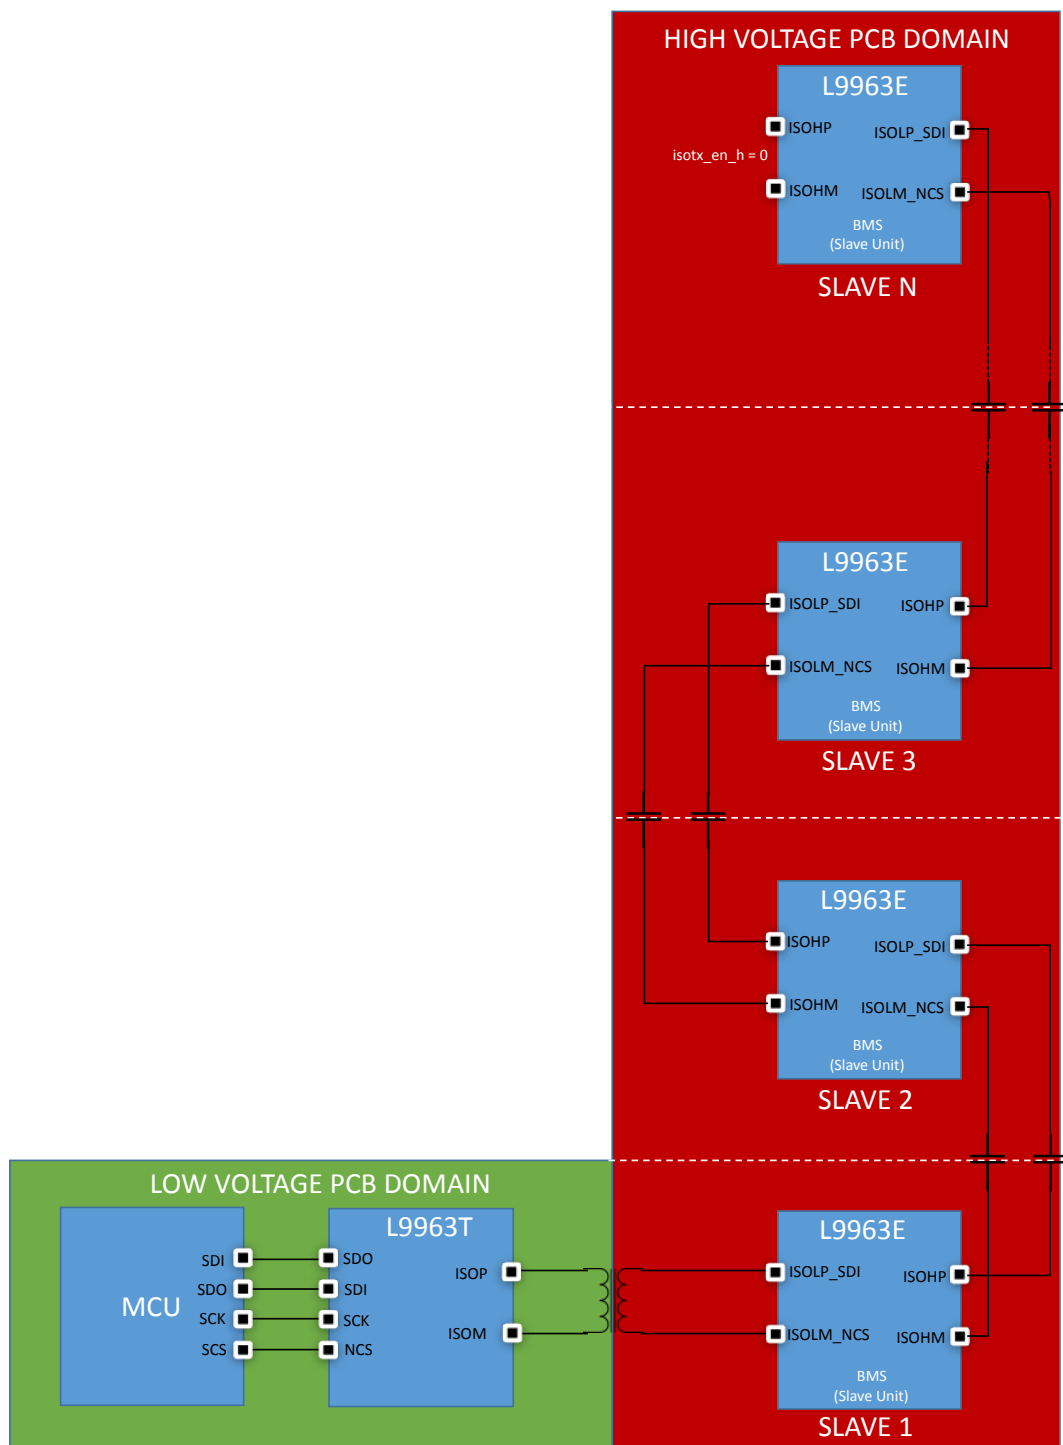 HIGH VOLTAGE PCB DOMAIN
L9963E
ISOHP
ISOLP_SDI
isotx_en_h = 0
ISOHM
ISOLM_NCS
BMS
(Slave Unit)
SLAVE N
L9963E
ISOLP_SDI
ISOHP
ISOLM_NCS
ISOHM
BMS
(Slave Unit)
SLAVE 3
L9963E
ISOHP
ISOLP_SDI
ISOHM
ISOLM_NCS
BMS
(Slave Unit)
SLAVE 2
LOW VOLTAGE PCB DOMAIN
MCU
SDI
SDO
SCK
SCS
L9963T
SDO
SDI
SCK
NCS
ISOP
ISOM
L9963E
ISOLP_SDI
ISOHP
ISOLM_NCS
ISOHM
BMS
(Slave Unit)
SLAVE 1